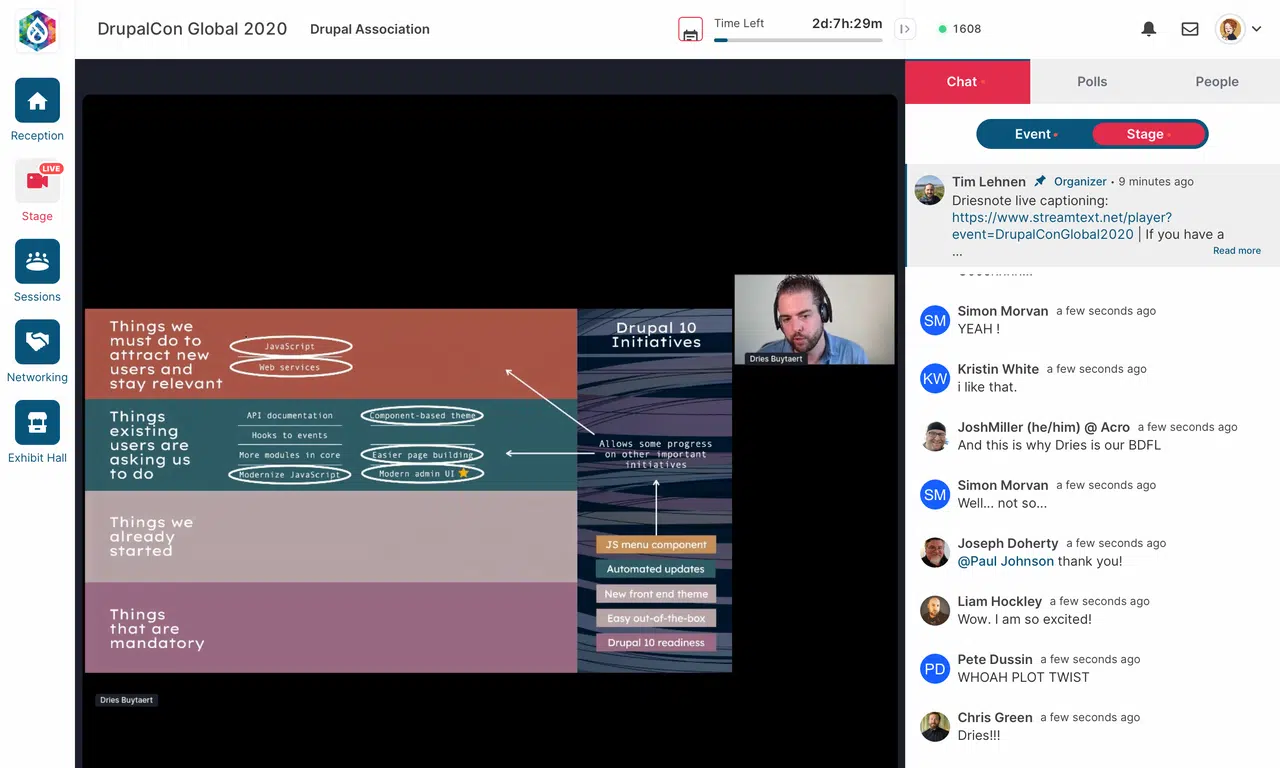 DrupalCon Global 2020
Drupal Association
Time Left
2d:7h:29m
1608
Reception
LIVE
Stage
Sessions
Networking
Exhibit Hall
Things we
must do to
attract new
users and
stay relevant
JavaScript
Web services
Things
existing
users are
asking us
to do
API documentation
Hooks to events
More modules in core
Modernize JavaScript
Component-based theme
Easier page building
Modern admin UI
Things we
already
started
Things
that are
mandatory
Drupal 10
Initiatives
Allows some progress
on other important
initiatives
JS menu component
Automated updates
New front end theme
Easy out-of-the-box
Drupal 10 readiness
Dries Buytaert
Dries Buytaert
Chat
Polls
People
Event
Stage
Tim Lehnen Organizer • 9 minutes ago
Driesnote live captioning:
https://www.streamtext.net/player?
event=DrupalConGlobal2020 | If you have a
...
Read more
Simon Morvan a few seconds ago
YEAH !
SM
Kristin White a few seconds ago
i like that.
KW
JoshMiller (he/him) @ Acro a few seconds ago
And this is why Dries is our BDFL
Simon Morvan a few seconds ago
Well... not so...
SM
Joseph Doherty a few seconds ago
@Paul Johnson thank you!
Liam Hockley a few seconds ago
Wow. I am so excited!
Pete Dussin a few seconds ago
WHOAH PLOT TWIST
PD
Chris Green a few seconds ago
Dries!!!